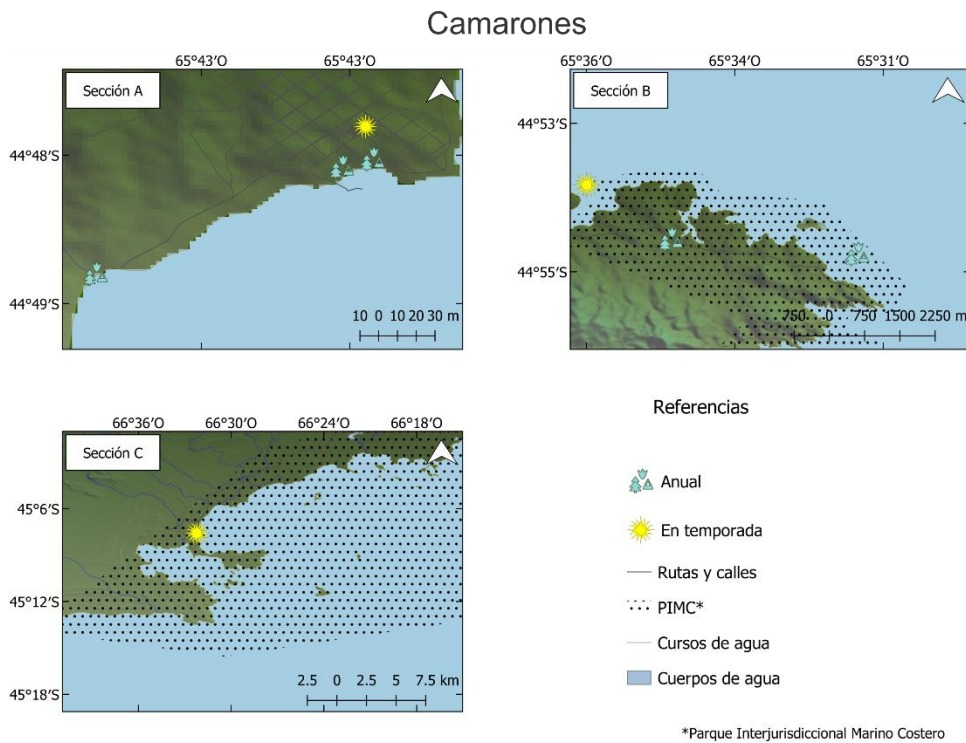 Camarones
65°43'O 65°43'O
Sección A
44°48'S
44°49'S
10 0 10 20 30 m
65°36'O 65°34'O 65°31'O
Sección B
44°53'S
44°55'S
750 0 750 1500 2250 m
66°36'O 66°30'O 66°24'O 66°18'O
Sección C
45°6'S
45°12'S
45°18'S
2.5 0 2.5 5 7.5 km
Referencias
Anual
En temporada
Rutas y calles
PIMC*
Cursos de agua
Cuerpos de agua
*Parque Interjurisdiccional Marino Costero